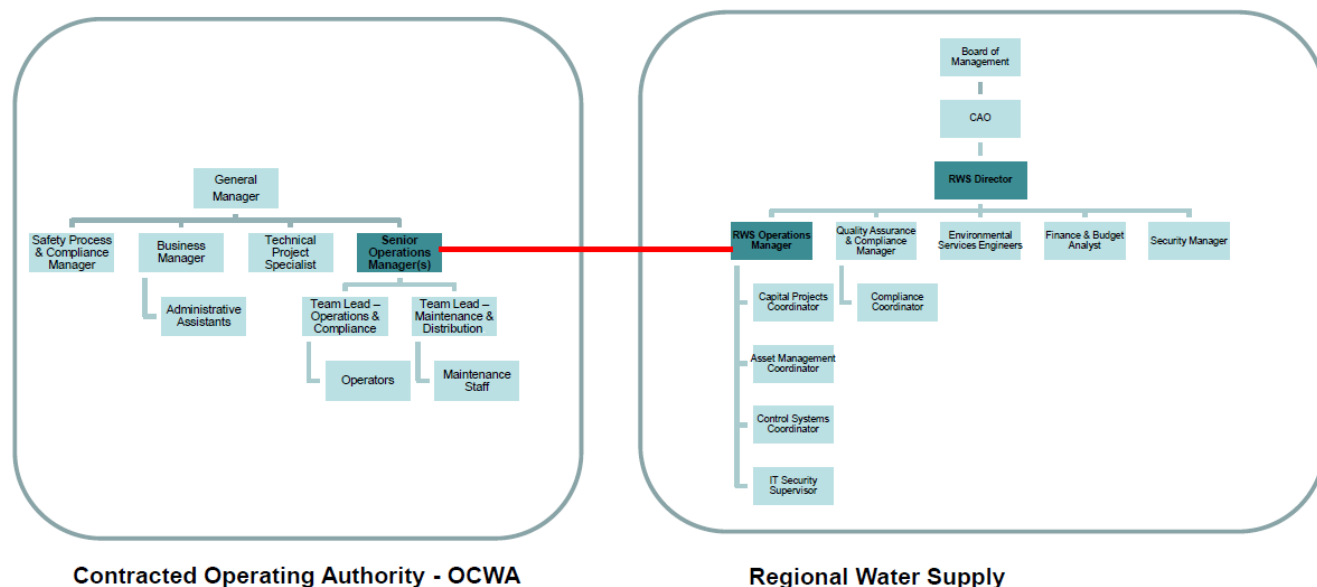 General
Manager
Safety Process
& Compliance
Manager
Business
Manager
Technical
Project
Specialist
Senior
Operations
Manager(s)
Administrative
Assistants
Team Lead –
Operations &
Compliance
Team Lead –
Maintenance &
Distribution
Operators
Maintenance
Staff
Contracted Operating Authority - OCWA
Board of
Management
CAO
RWS Director
RWS Operations
Manager
Quality Assurance
& Compliance
Manager
Environmental
Services Engineers
Finance & Budget
Analyst
Security Manager
Capital Projects
Coordinator
Compliance
Coordinator
Asset Management
Coordinator
Control Systems
Coordinator
IT Security
Supervisor
Regional Water Supply